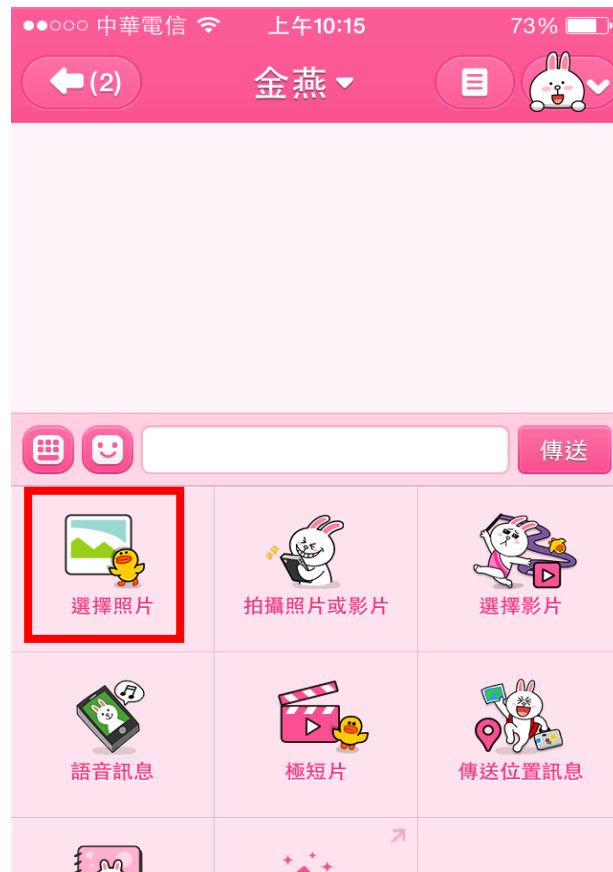 中華電信 上午10:15 73%
(2) 金燕
傳送
選擇照片 拍攝照片或影片 選擇影片
語音訊息 極短片 傳送位置訊息